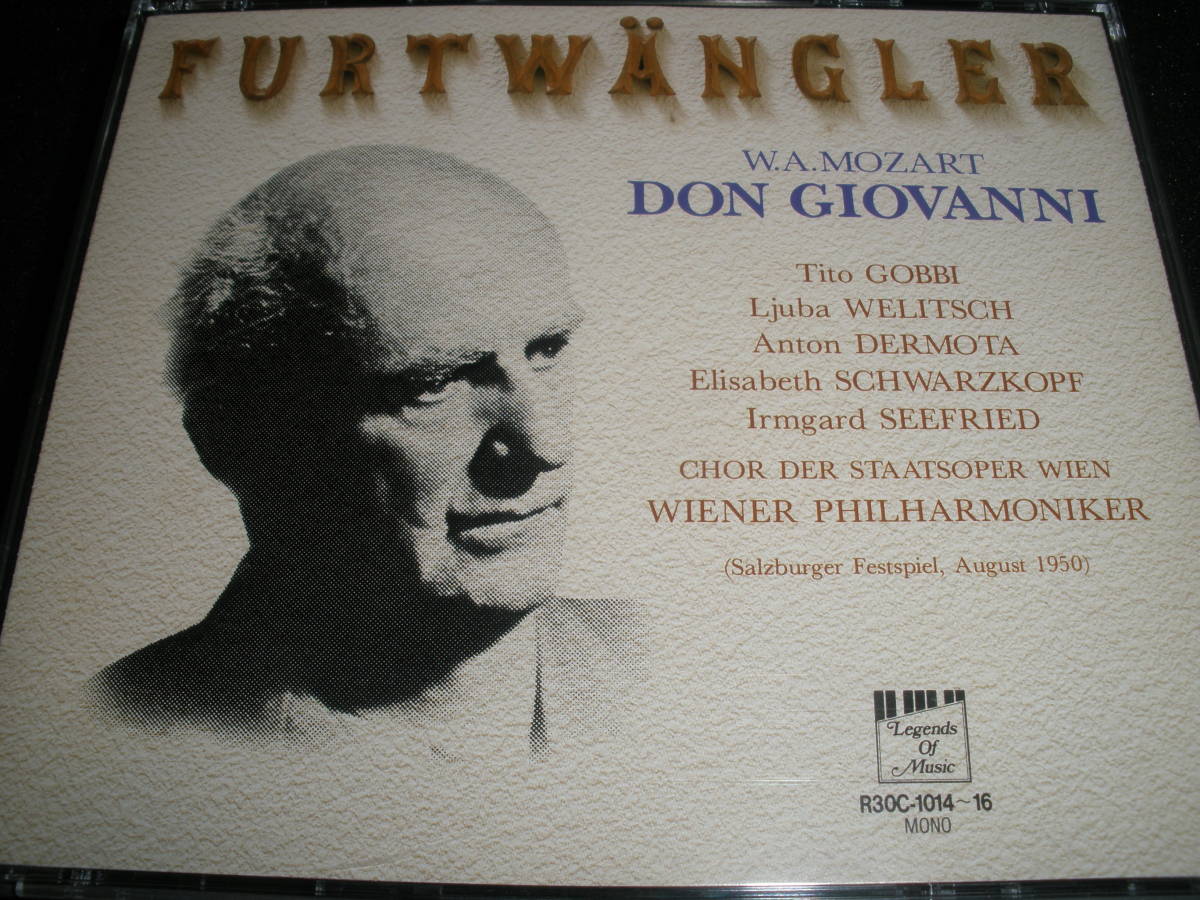 FURTWÄNGLER
W.A.MOZART
DON GIOVANNI
Tito GOBBI
Ljuba WELITSCH
Anton DERMOTA
Elisabeth SCHWARZKOPF
Irmgard SEEFRIED
CHOR DER STAATSOPER WIEN
WIENER PHILHARMONIKER
(Salzburger Festspiel, August 1950)
Legends
Of
Music
R30C-1014~16
MONO